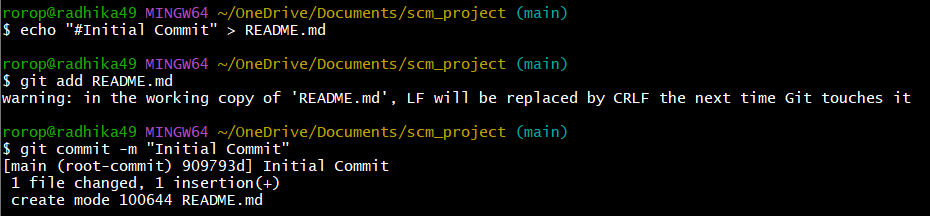 rorop@radhika49 MINGW64 ~/OneDrive/Documents/scm_project (main)
$ echo "#Initial Commit" > README.md
rorop@radhika49 MINGW64 ~/OneDrive/Documents/scm_project (main)
$ git add README.md
warning: in the working copy of 'README.md', LF will be replaced by CRLF the next time Git touches it
rorop@radhika49 MINGW64 ~/OneDrive/Documents/scm_project (main)
$ git commit -m "Initial Commit"
[main (root-commit) 909793d] Initial Commit
 1 file changed, 1 insertion(+)
 create mode 100644 README.md